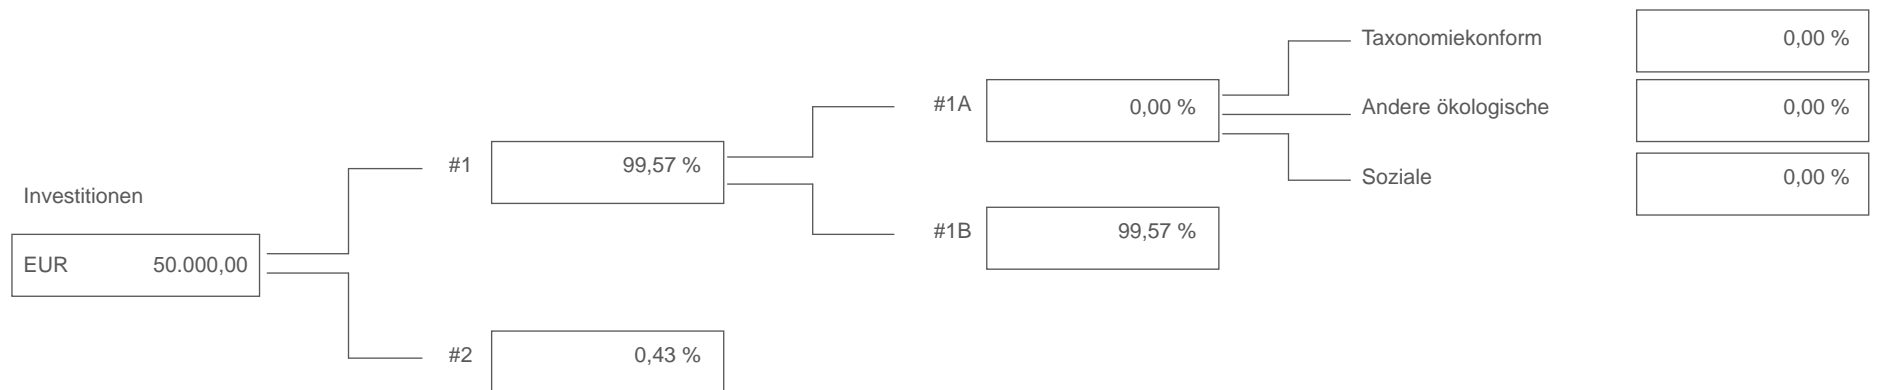 Taxonomiekonform 0,00 %
#1A 0,00 % Andere ökologische 0,00 %
#1 99,57 % Soziale 0,00 %
Investitionen
#1B 99,57 %
EUR 50.000,00
#2 0,43 %